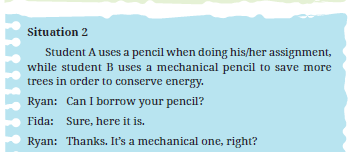 Situation 2
Student A uses a pencil when doing his/her assignment,
while student B uses a mechanical pencil to save more
trees in order to conserve energy.
Ryan: Can I borrow your pencil?
Fida: Sure, here it is.
Ryan: Thanks. It's a mechanical one, right?